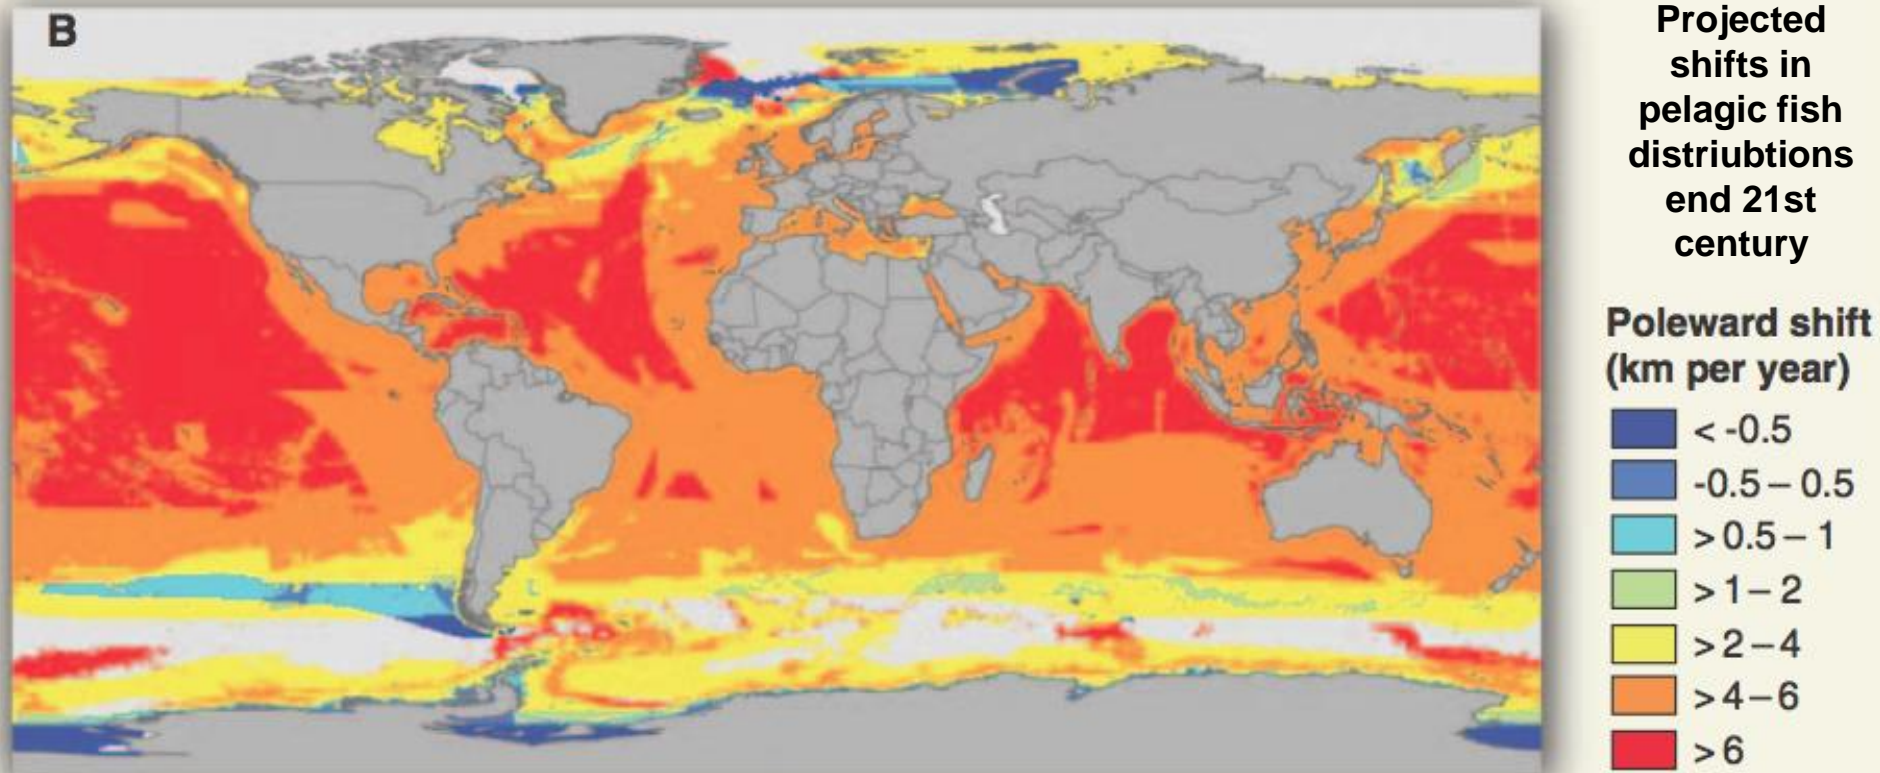 B
Projected
shifts in
pelagic fish
distriubtions
end 21st
century
Poleward shift
(km per year)
< -0.5
-0.5 – 0.5
> 0.5 – 1
> 1 – 2
> 2 – 4
> 4 – 6
> 6